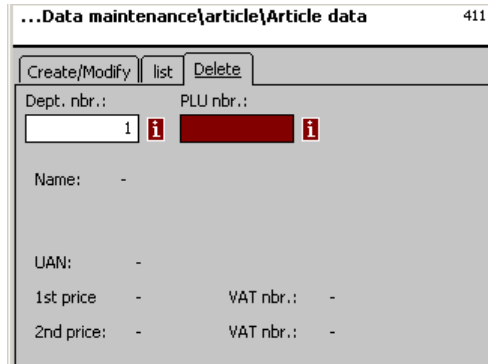 ...Data maintenance\article\Article data 411
Create/Modify list Delete
Dept. nbr.: PLU nbr.:
1 i i
Name: -
UAN: -
1st price - VAT nbr.: -
2nd price: - VAT nbr.: -